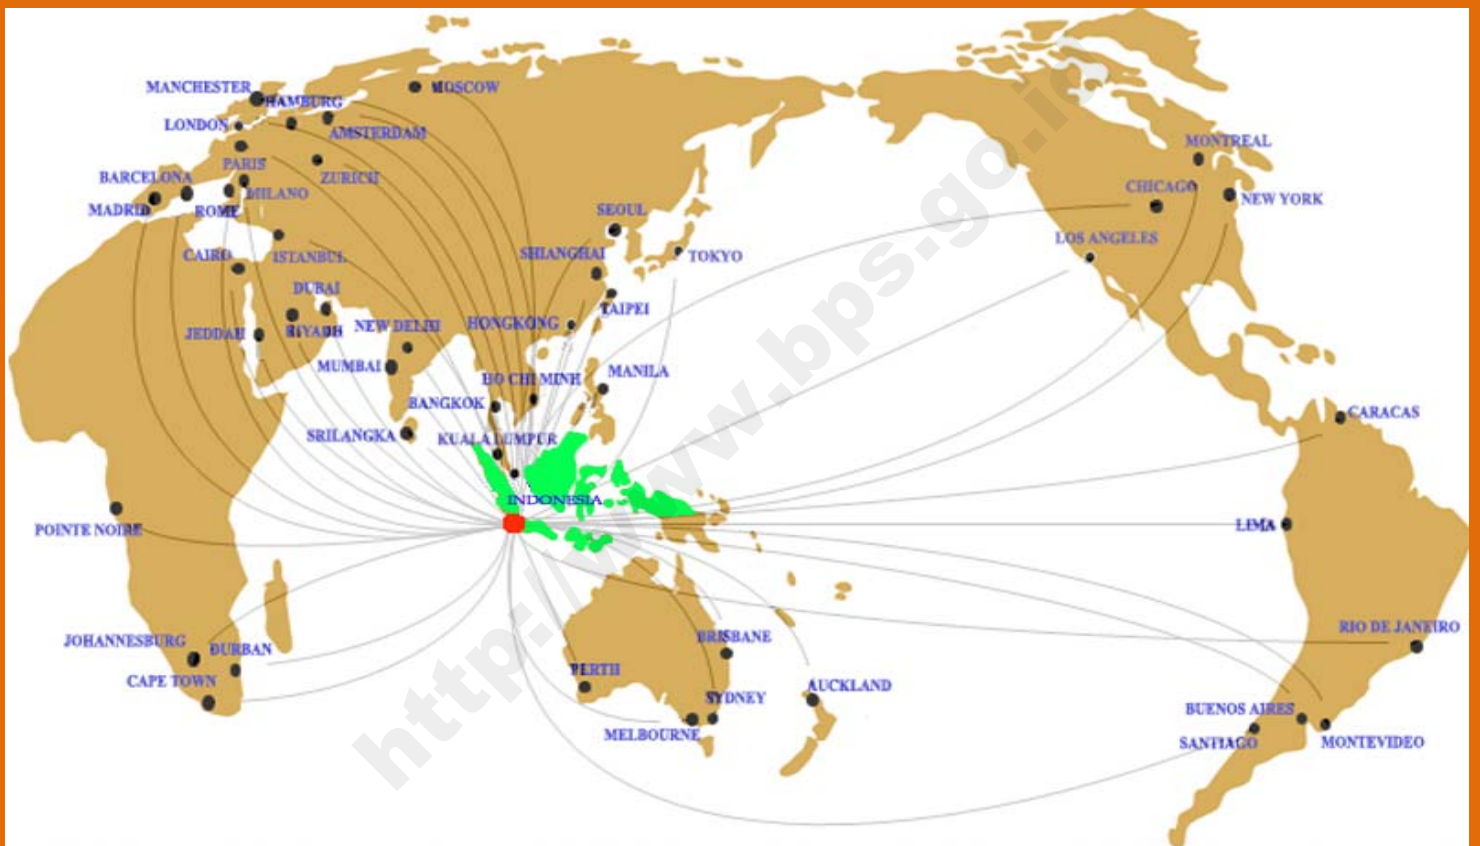 MANCHESTER
HAMBURG
MOSCOW
LONDON
AMSTERDAM
PARIS
ZURICH
BARCELONA
MILANO
MADRID
ROME
CAIRO
ISTANBUL
DUBAI
JEDDAH
RIYADH
NEW DELHI
MUMBAI
SRILANGKA
SEOUL
SHIANGHAI
TOKYO
TAIPEI
HONGKONG
HO CHI MINH
MANILA
BANGKOK
KUALA LUMPUR
INDONESIA
MONTREAL
CHICAGO
NEW YORK
LOS ANGELES
CARACAS
LIMA
RIO DE JANEIRO
BUENOS AIRES
SANTIAGO
MONTEVIDEO
POINTE NOIRE
JOHANNESBURG
DURBAN
CAPE TOWN
PERTH
BRISBANE
SYDNEY
MELBOURNE
AUCKLAND
http://www.bps.go.id